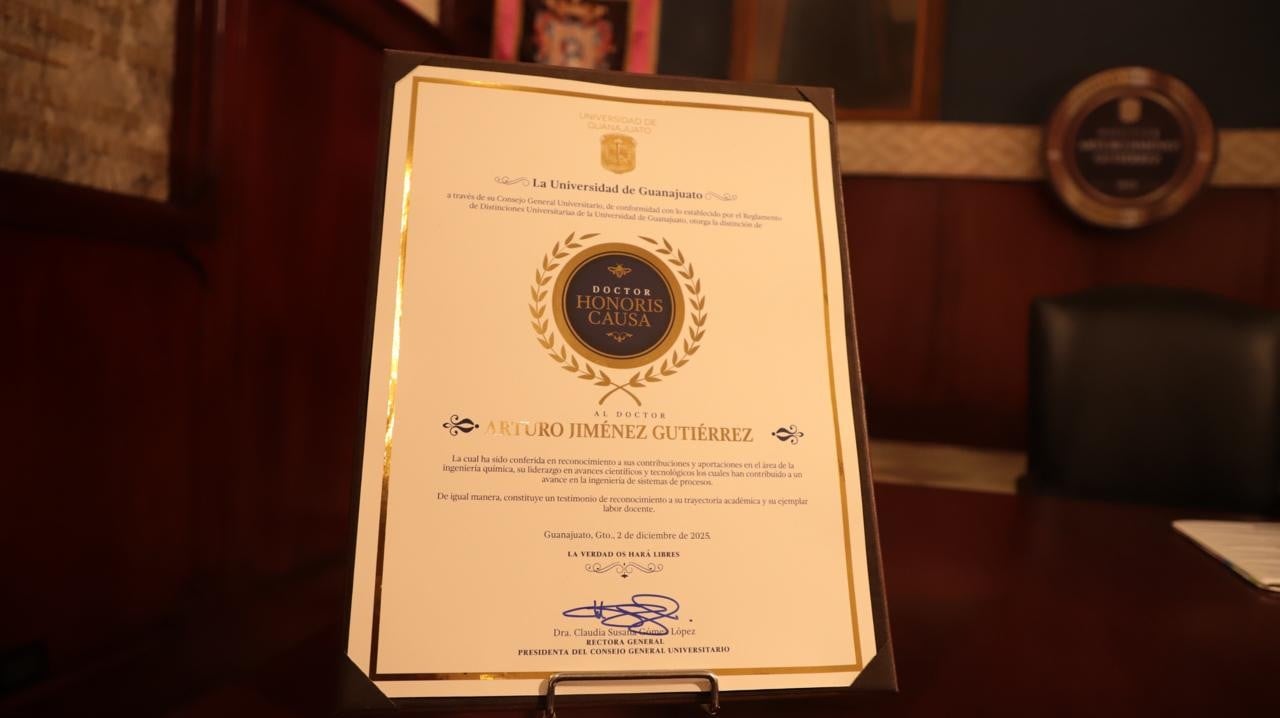 UNIVERSIDAD DE
GUANAJUATO
La Universidad de Guanajuato
a través de su Consejo General Universitario, de conformidad con lo establecido por el Reglamento
de Distinciones Universitarias de la Universidad de Guanajuato, otorga la distinción de
DOCTOR
HONORIS
CAUSA
AL DOCTOR
ARTURO JIMÉNEZ GUTIÉRREZ
La cual ha sido conferida en reconocimiento a sus contribuciones y aportaciones en el área de la
ingeniería química, su liderazgo en avances científicos y tecnológicos los cuales han contribuido a un
avance en la ingeniería de sistemas de procesos.
De igual manera, constituye un testimonio de reconocimiento a su trayectoria académica y su ejemplar
labor docente.
Guanajuato, Gto., 2 de diciembre de 2025.
LA VERDAD OS HARÁ LIBRES
Dra. Claudia Susana Gómez López
RECTORA GENERAL
PRESIDENTA DEL CONSEJO GENERAL UNIVERSITARIO
ARTURO JIMÉNEZ
GUTIÉRREZ